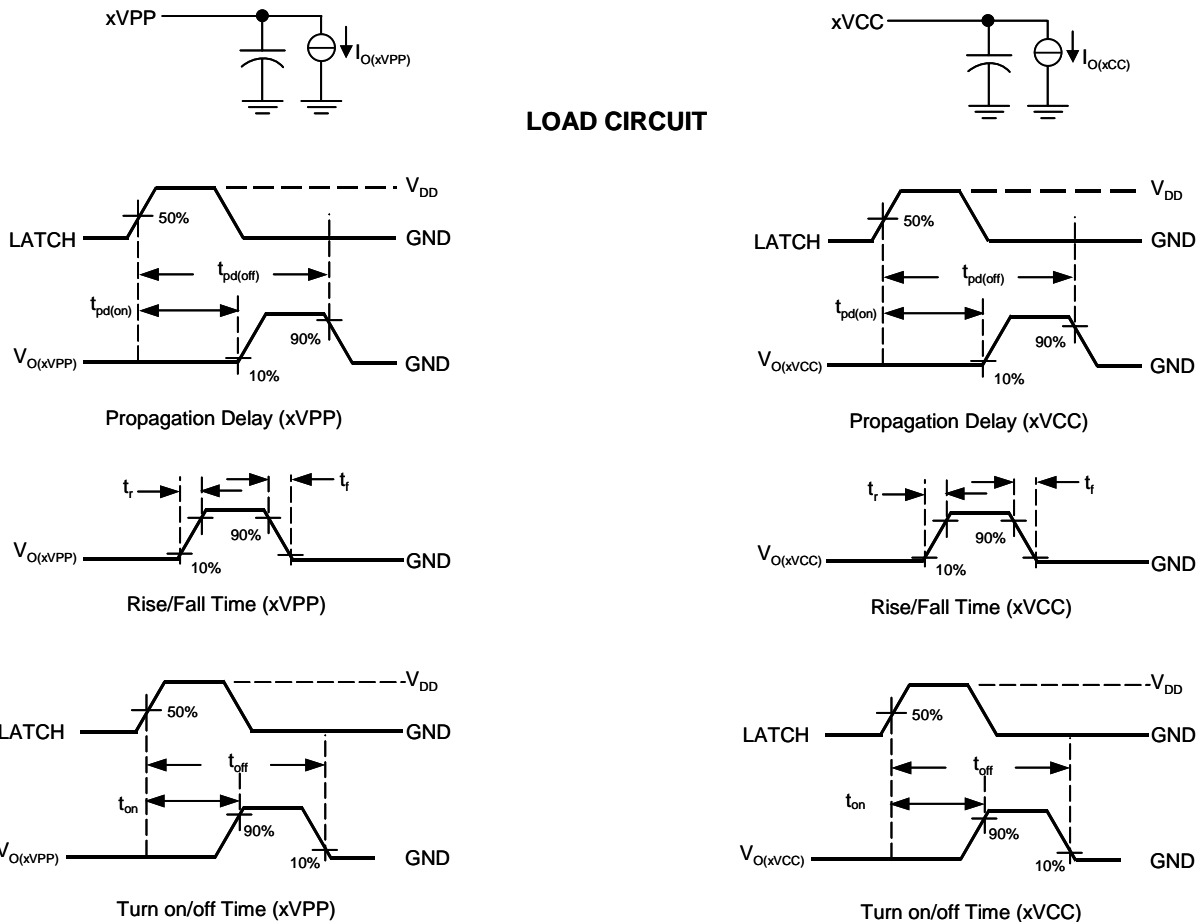 xVPP
I_O(xVPP)
xVCC
I_O(xCC)
LOAD CIRCUIT
V_DD
50%
LATCH
GND
t_pd(off)
t_pd(on)
90%
V_O(xVPP)
10%
GND
Propagation Delay (xVPP)
V_DD
50%
LATCH
GND
t_pd(off)
t_pd(on)
90%
V_O(xVCC)
10%
GND
Propagation Delay (xVCC)
t_r
t_f
90%
V_O(xVPP)
10%
GND
Rise/Fall Time (xVPP)
t_r
t_f
90%
V_O(xVCC)
10%
GND
Rise/Fall Time (xVCC)
V_DD
50%
LATCH
GND
t_off
t_on
90%
V_O(xVPP)
10%
GND
Turn on/off Time (xVPP)
V_DD
50%
LATCH
GND
t_off
t_on
90%
V_O(xVCC)
10%
GND
Turn on/off Time (xVCC)